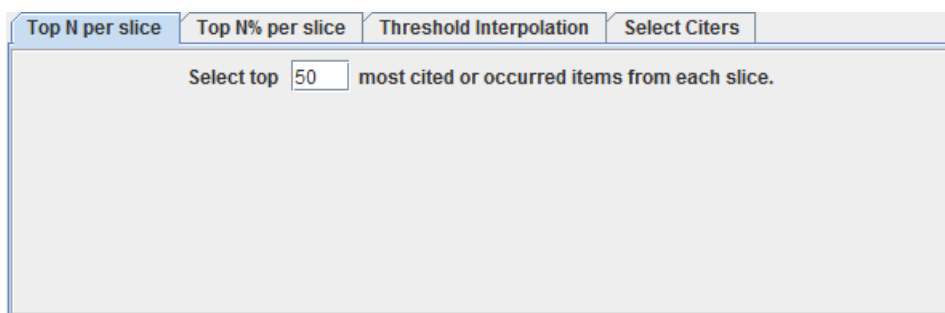 Top N per slice Top N% per slice Threshold Interpolation Select Citers
Select top 50 most cited or occurred items from each slice.